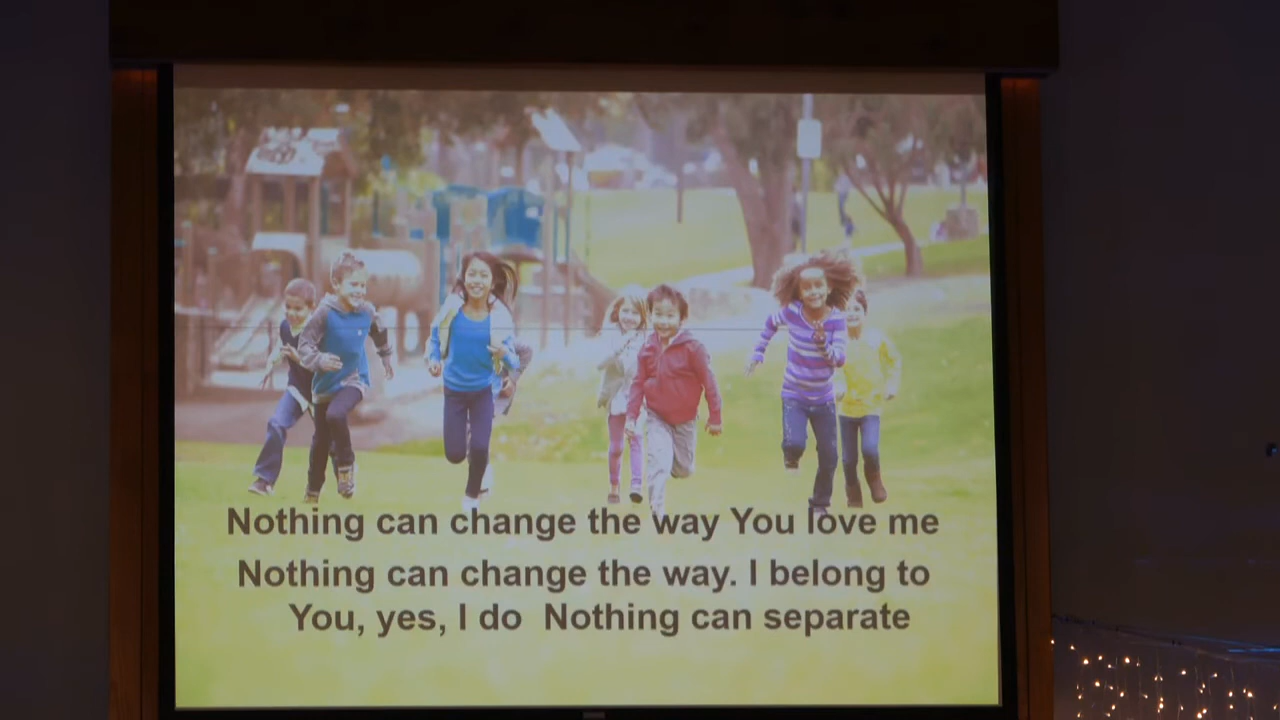 Nothing can change the way You love me
Nothing can change the way. I belong to
You, yes, I do  Nothing can separate